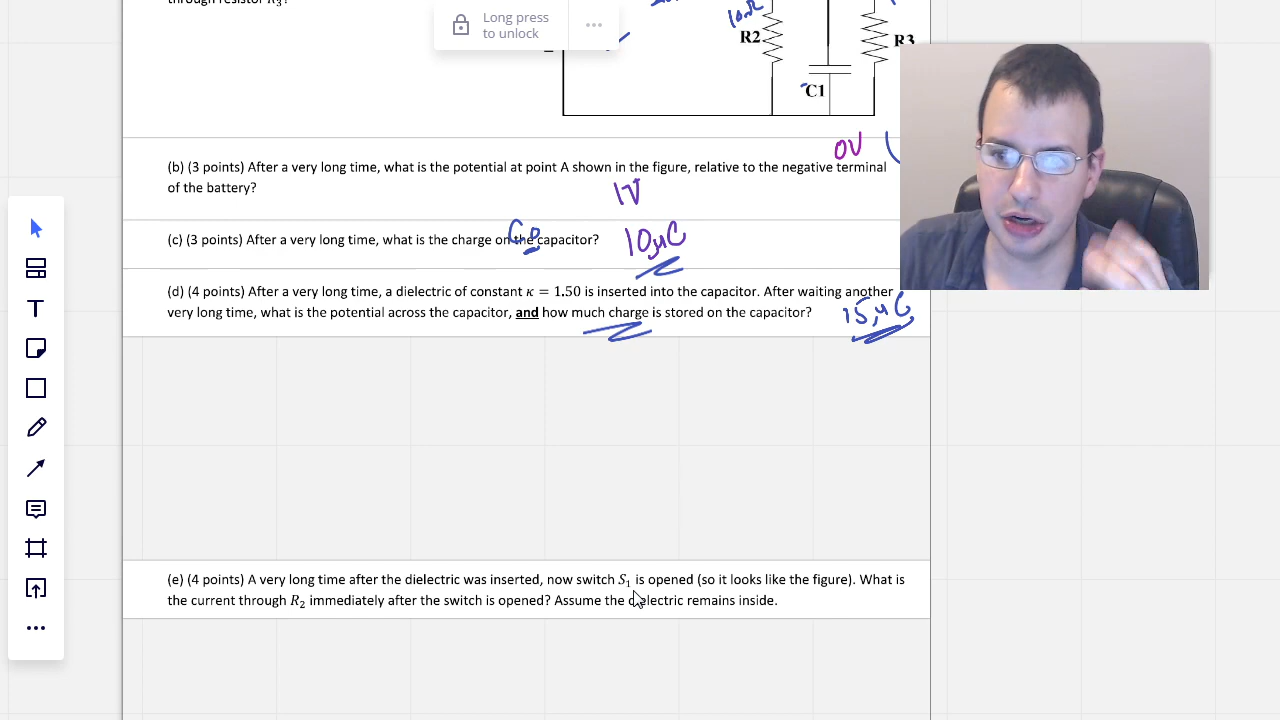 through resistor R₃?
Long press
to unlock
10Ω
R2
R3
C1
0V
(b) (3 points) After a very long time, what is the potential at point A shown in the figure, relative to the negative terminal
of the battery?
1V
(c) (3 points) After a very long time, what is the charge on the capacitor?
10μC
(d) (4 points) After a very long time, a dielectric of constant κ = 1.50 is inserted into the capacitor. After waiting another
very long time, what is the potential across the capacitor, and how much charge is stored on the capacitor?
15μC
(e) (4 points) A very long time after the dielectric was inserted, now switch S₁ is opened (so it looks like the figure). What is
the current through R₂ immediately after the switch is opened? Assume the dielectric remains inside.
T